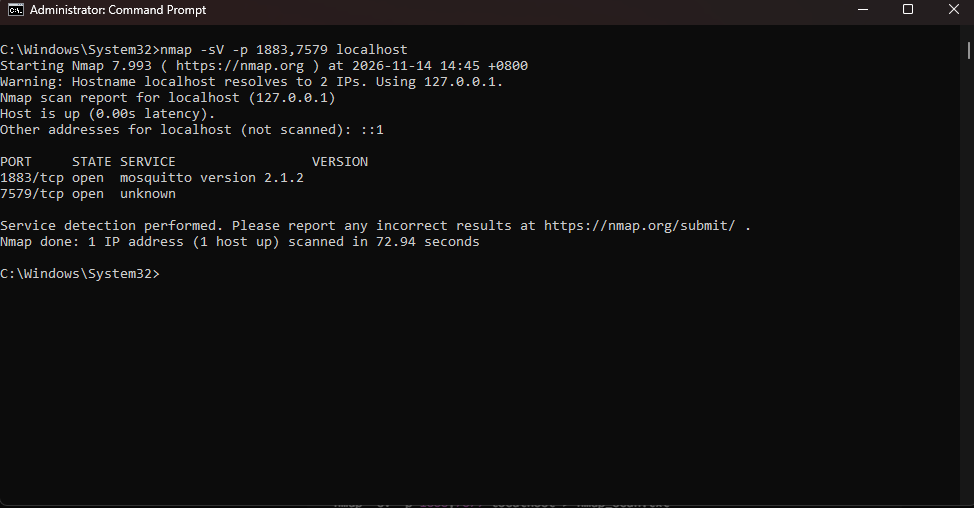 Administrator: Command Prompt
C:\Windows\System32>nmap -sV -p 1883,7579 localhost
Starting Nmap 7.993 ( https://nmap.org ) at 2026-11-14 14:45 +0800
Warning: Hostname localhost resolves to 2 IPs. Using 127.0.0.1.
Nmap scan report for localhost (127.0.0.1)
Host is up (0.00s latency).
Other addresses for localhost (not scanned): ::1
PORT     STATE SERVICE                 VERSION
1883/tcp open  mosquitto version 2.1.2
7579/tcp open  unknown
Service detection performed. Please report any incorrect results at https://nmap.org/submit/ .
Nmap done: 1 IP address (1 host up) scanned in 72.94 seconds
C:\Windows\System32>